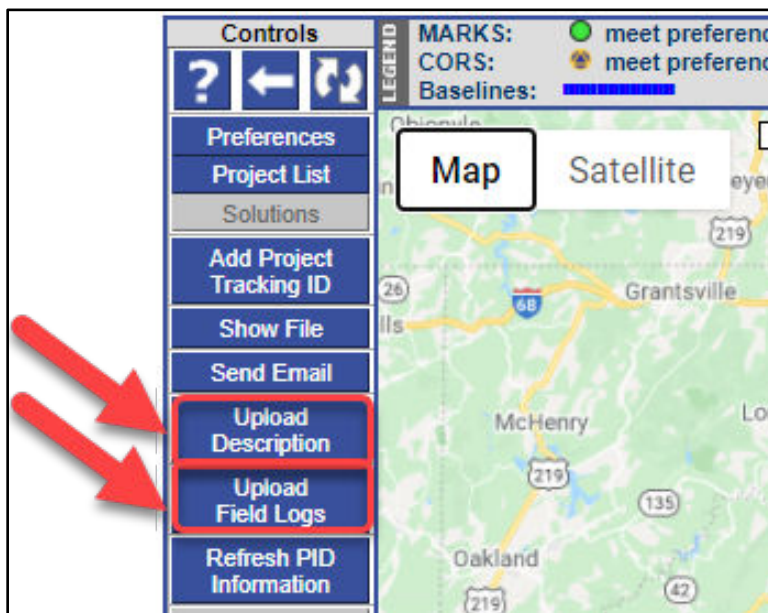 Controls
?
Preferences
Project List
Solutions
Add Project
Tracking ID
Show File
Send Email
Upload
Description
Upload
Field Logs
Refresh PID
Information
LEGEND
MARKS: meet preferenc
CORS: meet preferenc
Baselines:
Map Satellite
219
26
68
Grantsville
McHenry
219
135
Oakland
42
219